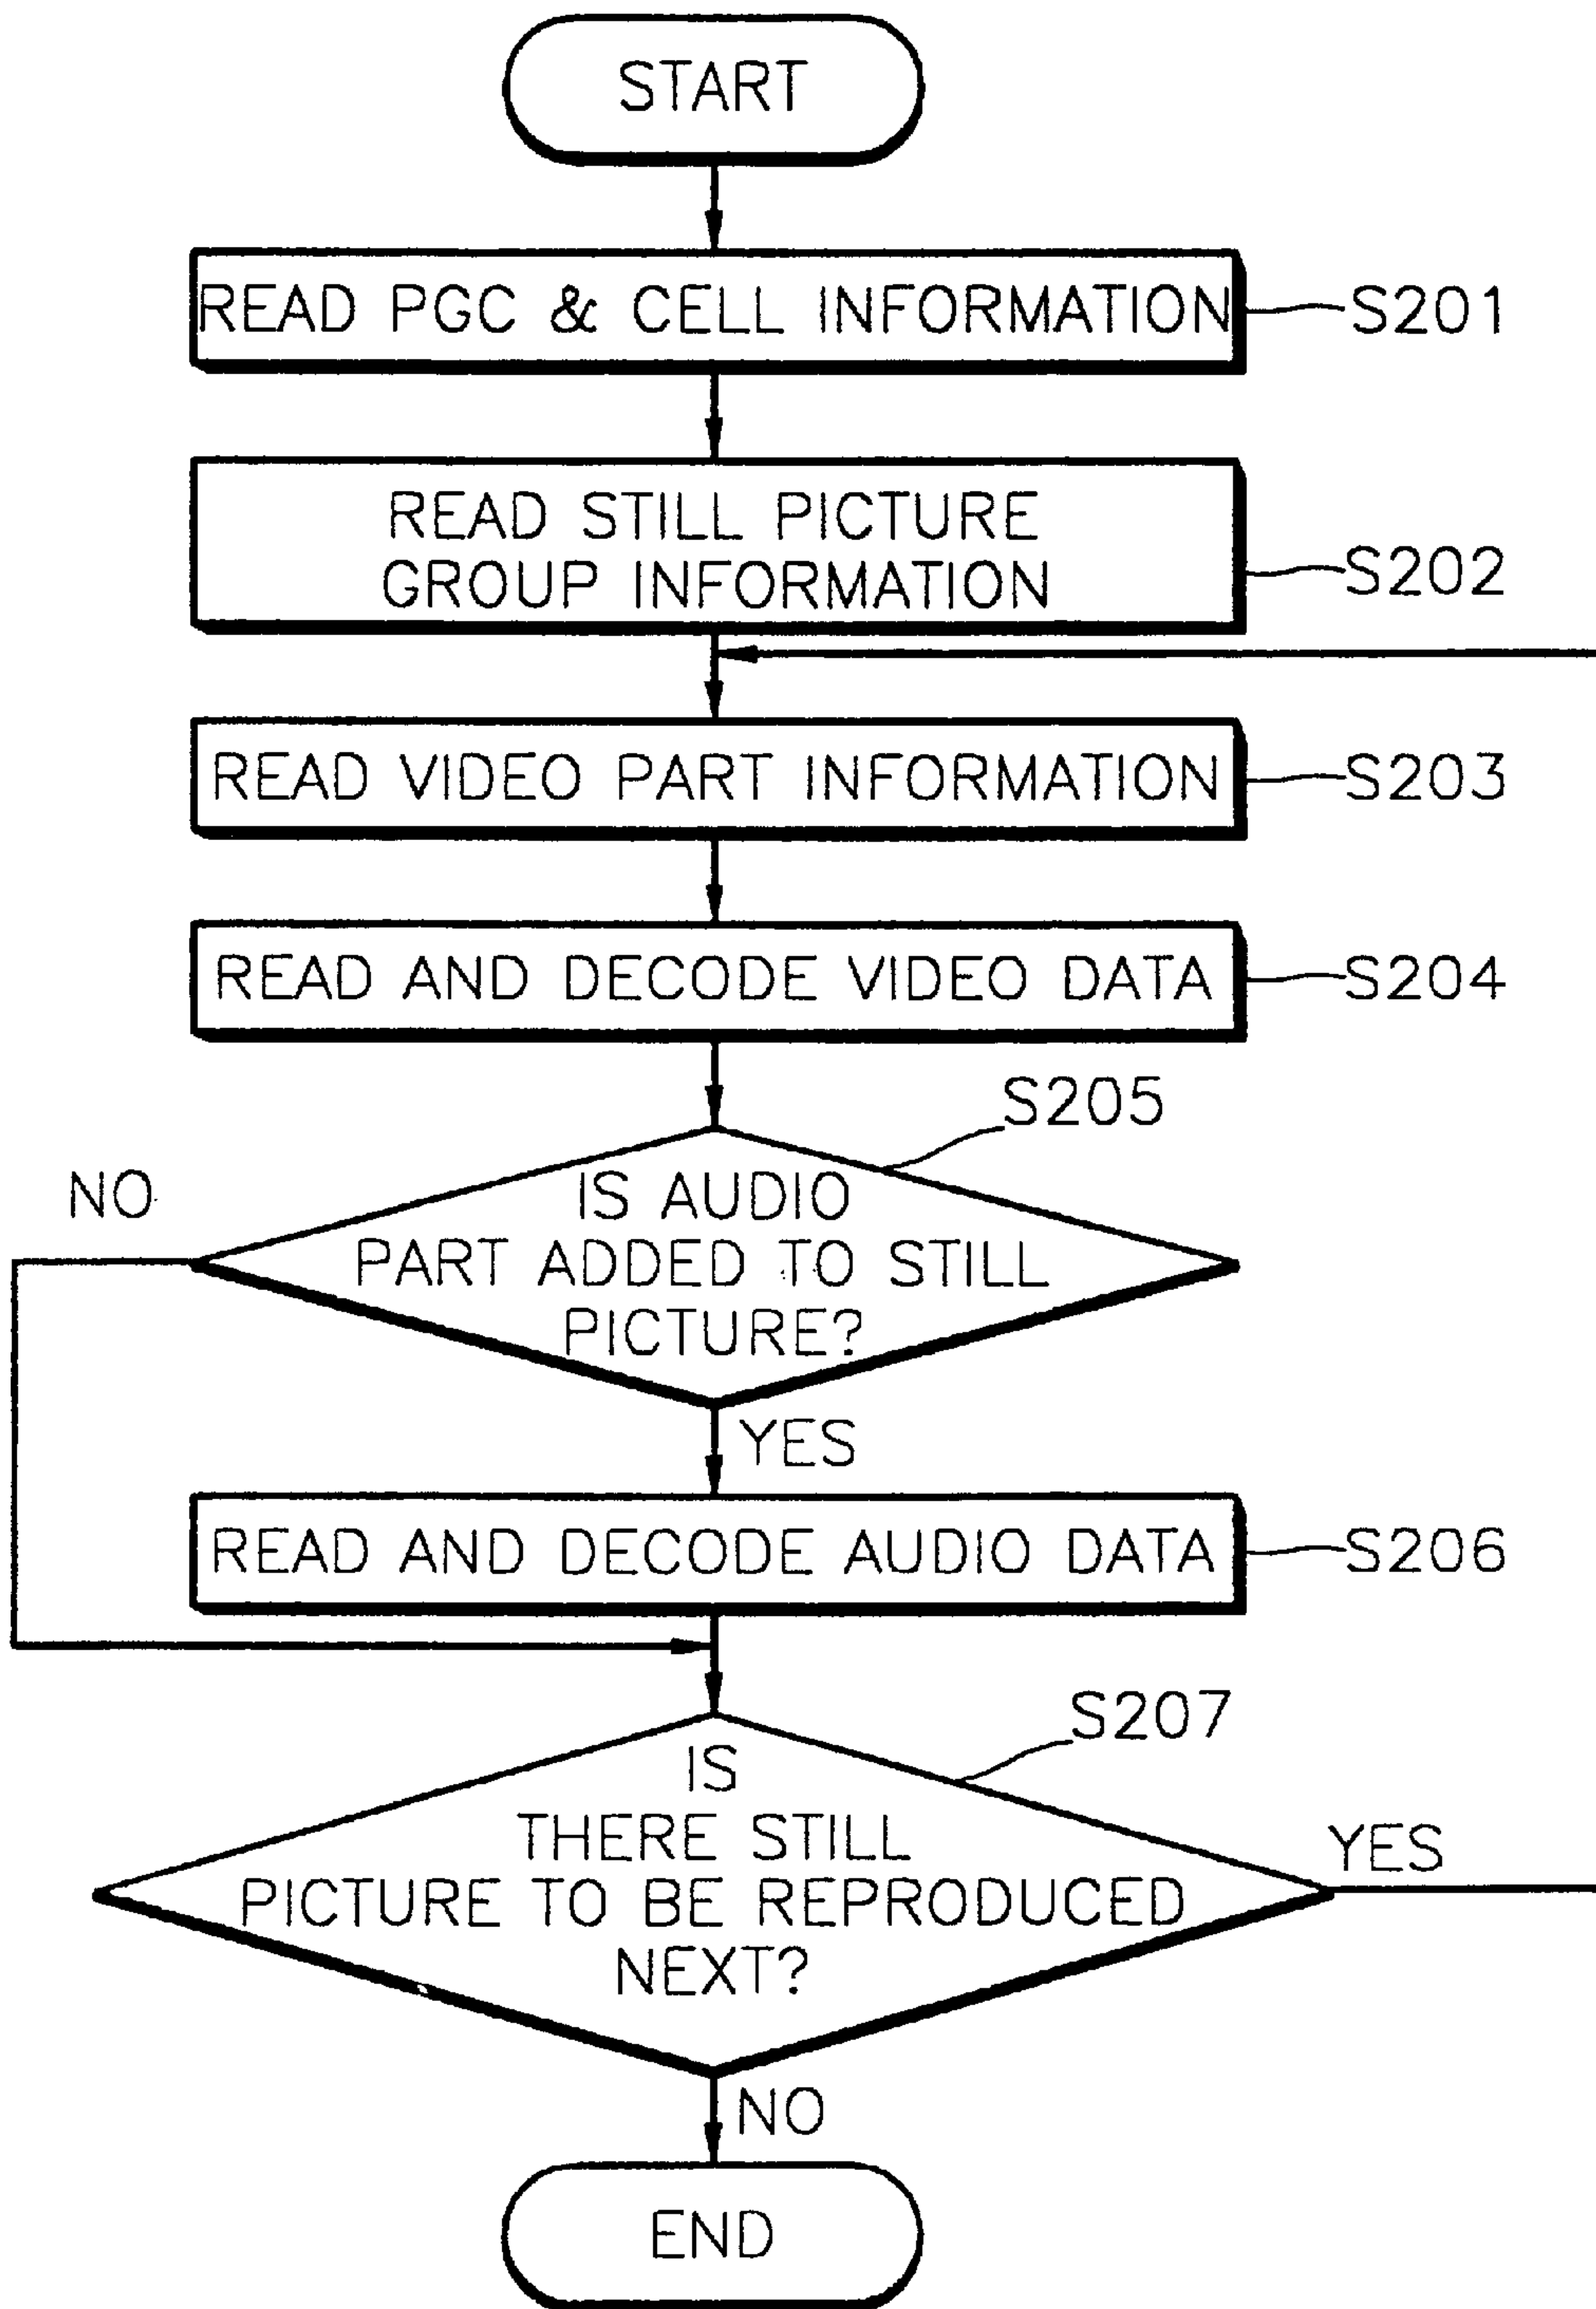 START
READ PGC & CELL INFORMATION
S201
READ STILL PICTURE
GROUP INFORMATION
S202
READ VIDEO PART INFORMATION
S203
READ AND DECODE VIDEO DATA
S204
S205
NO
IS AUDIO
PART ADDED TO STILL
PICTURE?
YES
READ AND DECODE AUDIO DATA
S206
S207
IS
THERE STILL
PICTURE TO BE REPRODUCED
NEXT?
YES
NO
END